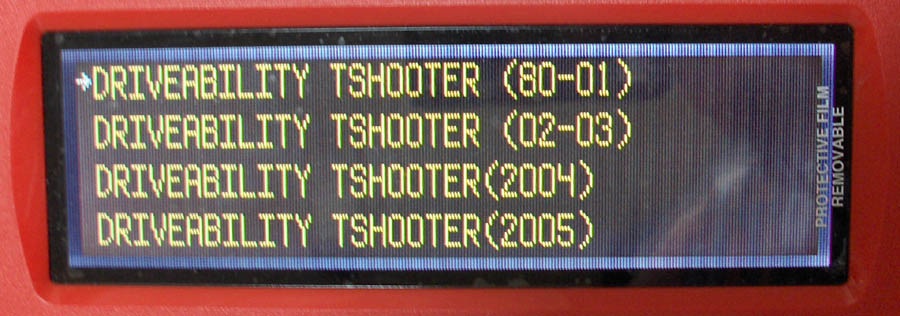 DRIVEABILITY TSHOOTER (80-01)
DRIVEABILITY TSHOOTER (02-03)
DRIVEABILITY TSHOOTER(2004)
DRIVEABILITY TSHOOTER(2005)
PROTECTIVE FILM
REMOVABLE